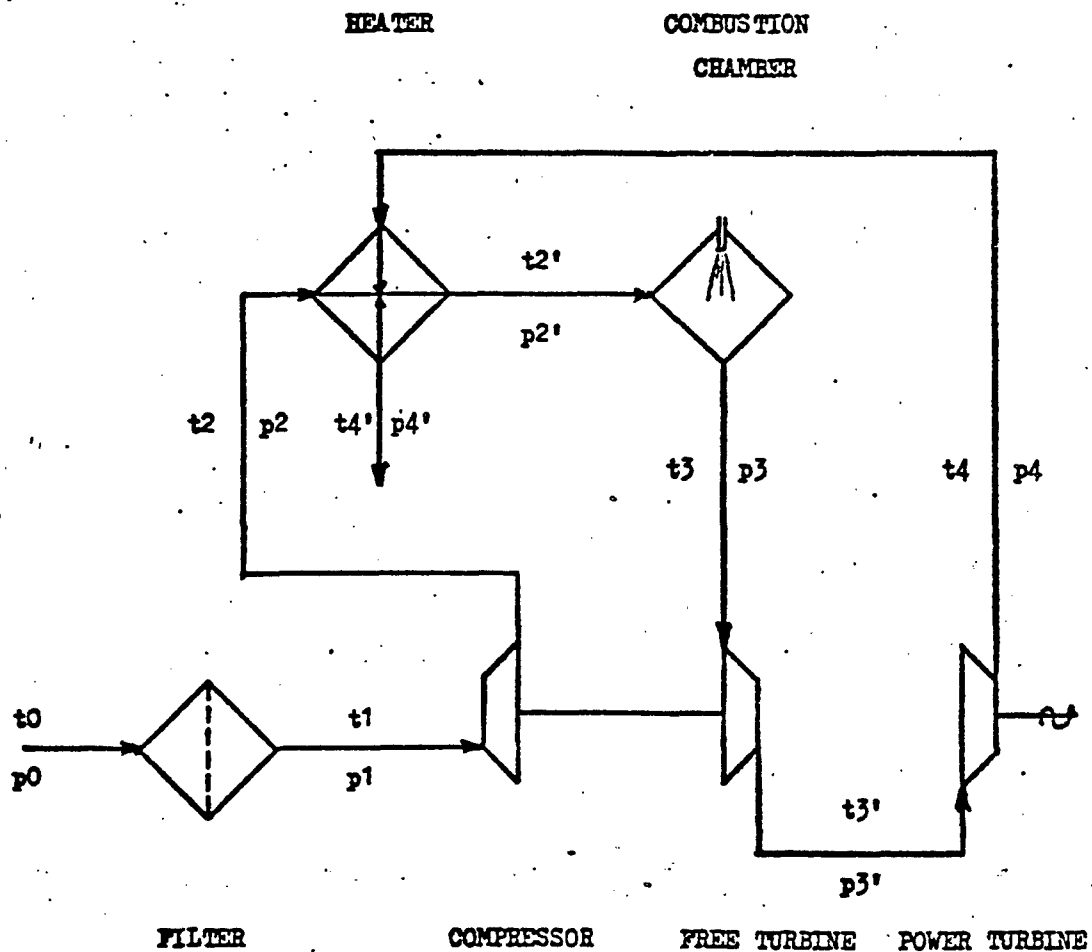 HEATER
COMBUSTION
CHAMBER
t2'
p2'
t2
p2
t4'
p4'
t3
p3
t4
p4
t0
p0
t1
p1
t3'
p3'
FILTER
COMPRESSOR
FREE TURBINE
POWER TURBINE